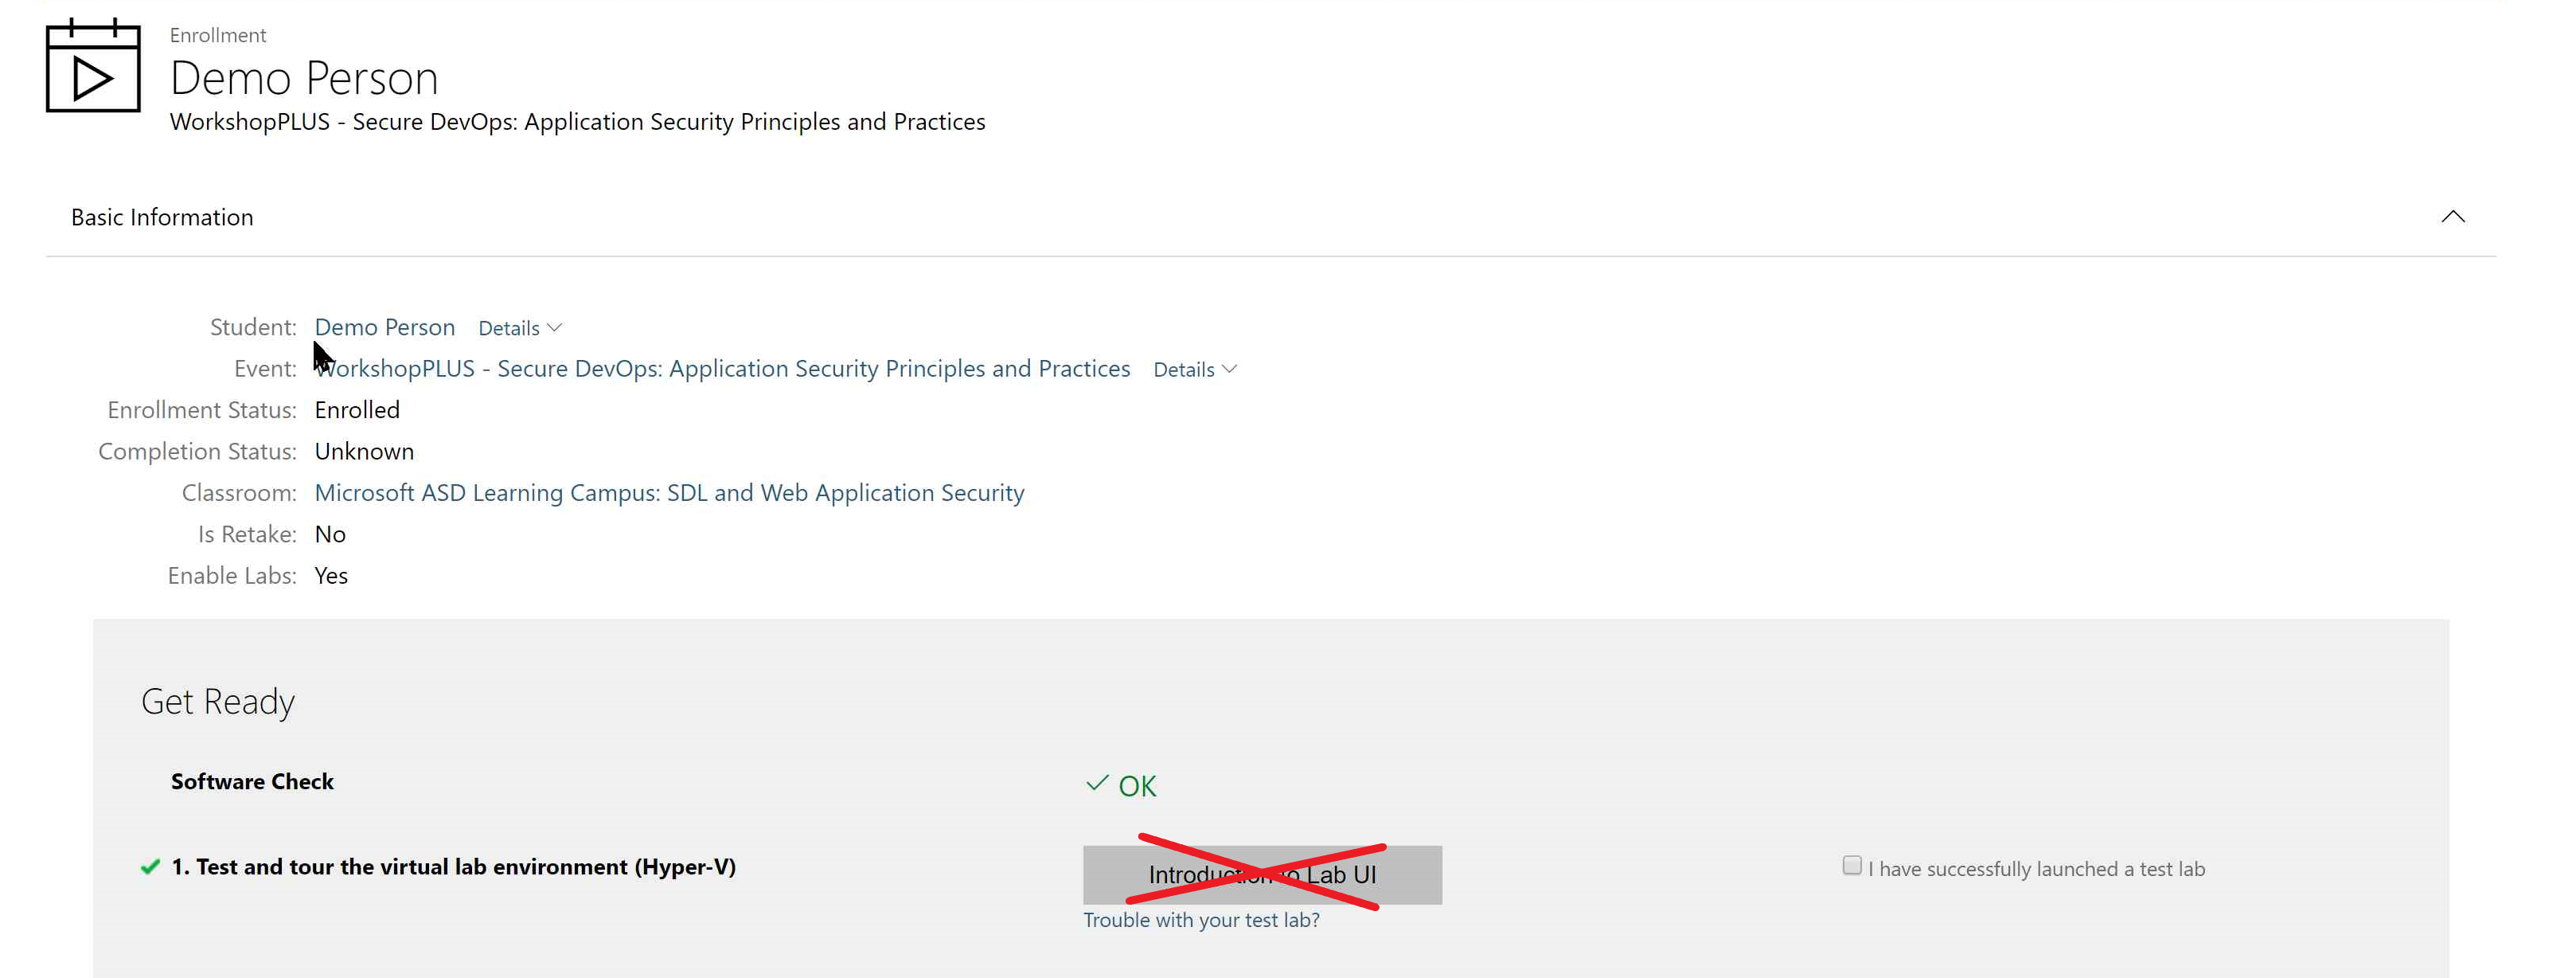 Enrollment
Demo Person
WorkshopPLUS - Secure DevOps: Application Security Principles and Practices
Basic Information
Student: Demo Person Details
Event: WorkshopPLUS - Secure DevOps: Application Security Principles and Practices Details
Enrollment Status: Enrolled
Completion Status: Unknown
Classroom: Microsoft ASD Learning Campus: SDL and Web Application Security
Is Retake: No
Enable Labs: Yes
Get Ready
Software Check OK
1. Test and tour the virtual lab environment (Hyper-V) Introduction to Lab UI I have successfully launched a test lab
Trouble with your test lab?